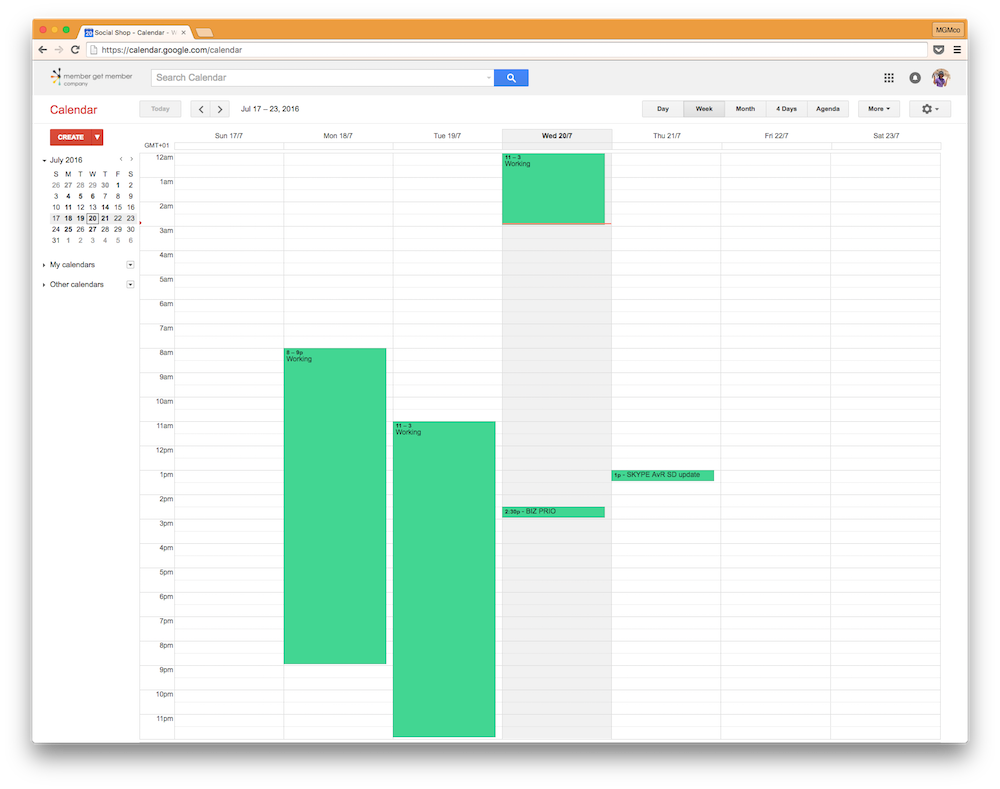 Social Shop – Calendar – W
MGMco
https://calendar.google.com/calendar
member get member
company
Search Calendar
Calendar
Today
Jul 17 – 23, 2016
Day Week Month 4 Days Agenda More
CREATE
Sun 17/7 Mon 18/7 Tue 19/7 Wed 20/7 Thu 21/7 Fri 22/7 Sat 23/7
GMT+01
July 2016
S M T W T F S
26 27 28 29 30 1 2
3 4 5 6 7 8 9
10 11 12 13 14 15 16
17 18 19 20 21 22 23
24 25 26 27 28 29 30
31 1 2 3 4 5 6
My calendars
Other calendars
12am
1am
2am
3am
4am
5am
6am
7am
8am
9am
10am
11am
12pm
1pm
2pm
3pm
4pm
5pm
6pm
7pm
8pm
9pm
10pm
11pm
8 – 9p
Working
11 – 3
Working
11 – 3
Working
2:30p - BIZ PRIO
1p - SKYPE AvR SD update